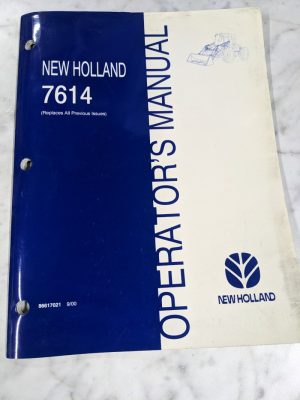 NEW HOLLAND
7614
(Replaces All Previous Issues)
OPERATOR'S MANUAL
NEW HOLLAND
86617021 9/00